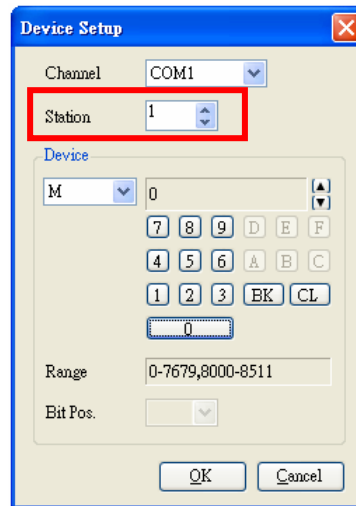 Device Setup
Channel COM1
Station 1
Device
M 0
7 8 9 D E F
4 5 6 A B C
1 2 3 BK CL
0
Range 0-7679,8000-8511
Bit Pos.
OK Cancel